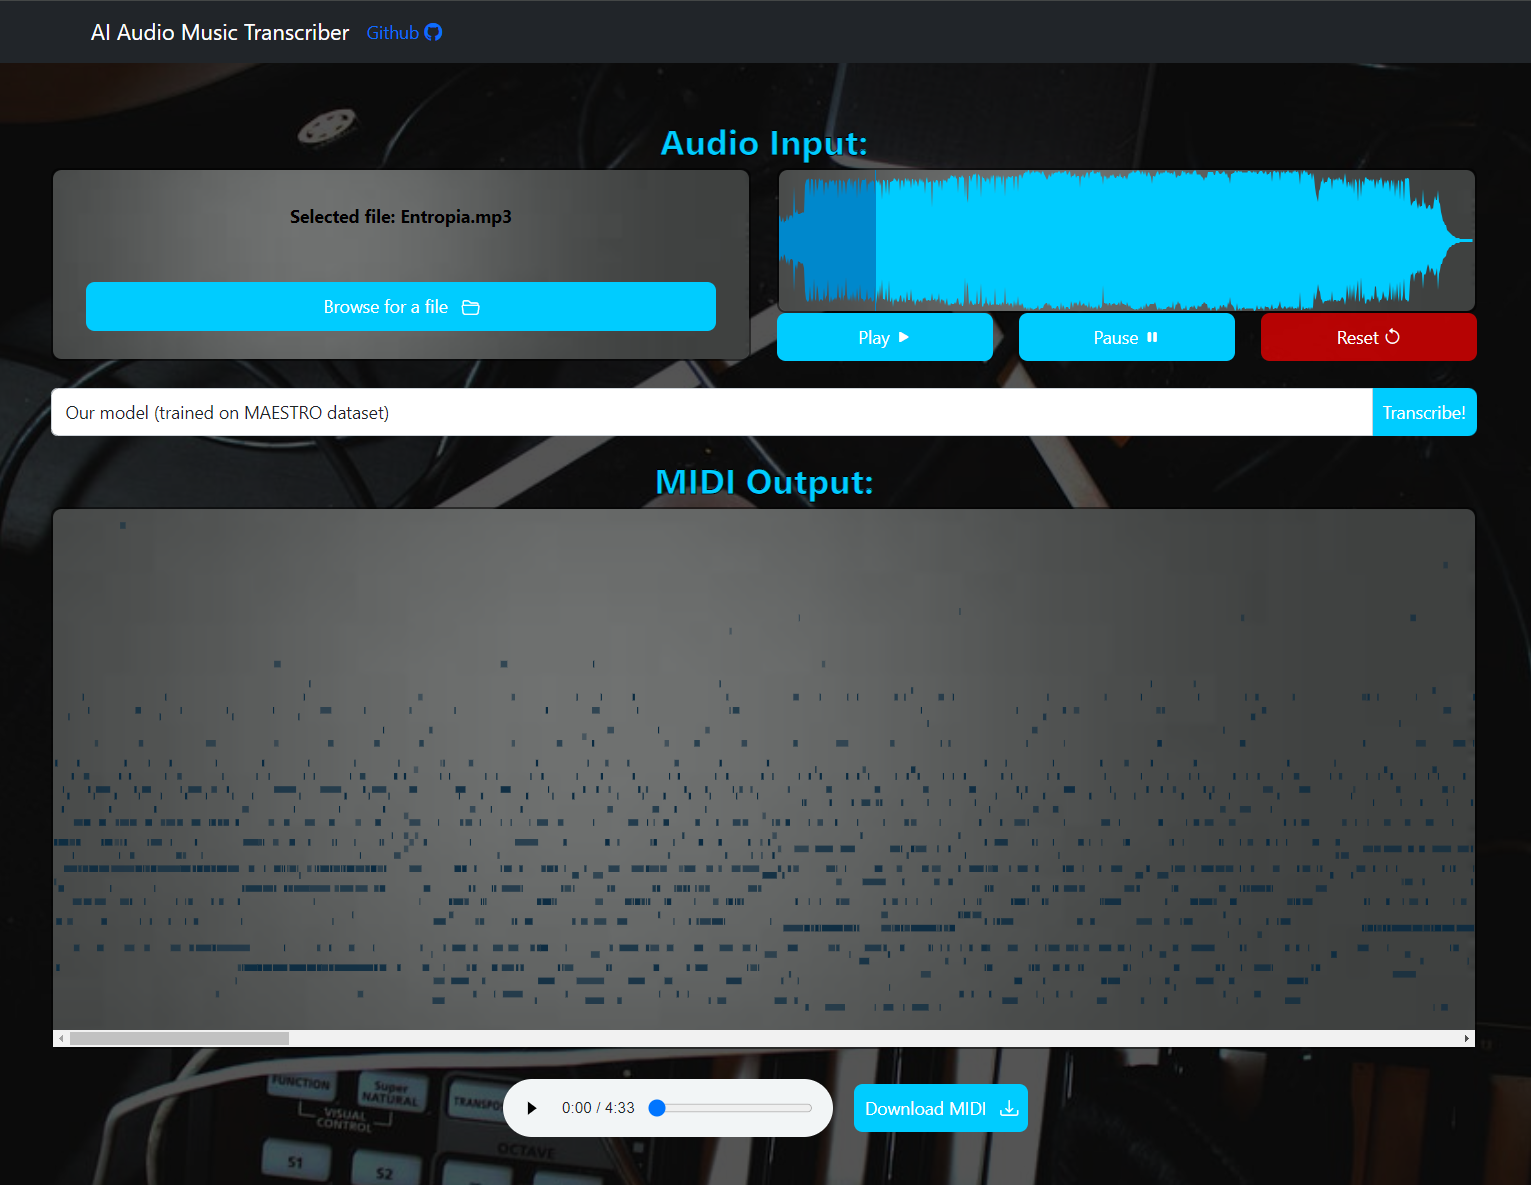 AI Audio Music Transcriber Github
Audio Input:
Selected file: Entropia.mp3
Browse for a file
Play
Pause
Reset
Our model (trained on MAESTRO dataset)
Transcribe!
MIDI Output:
0:00 / 4:33
Download MIDI
FUNCTION
Super
NATURAL
TRANSPO
VISUAL
CONTROL
OCTAVE
S1
S2